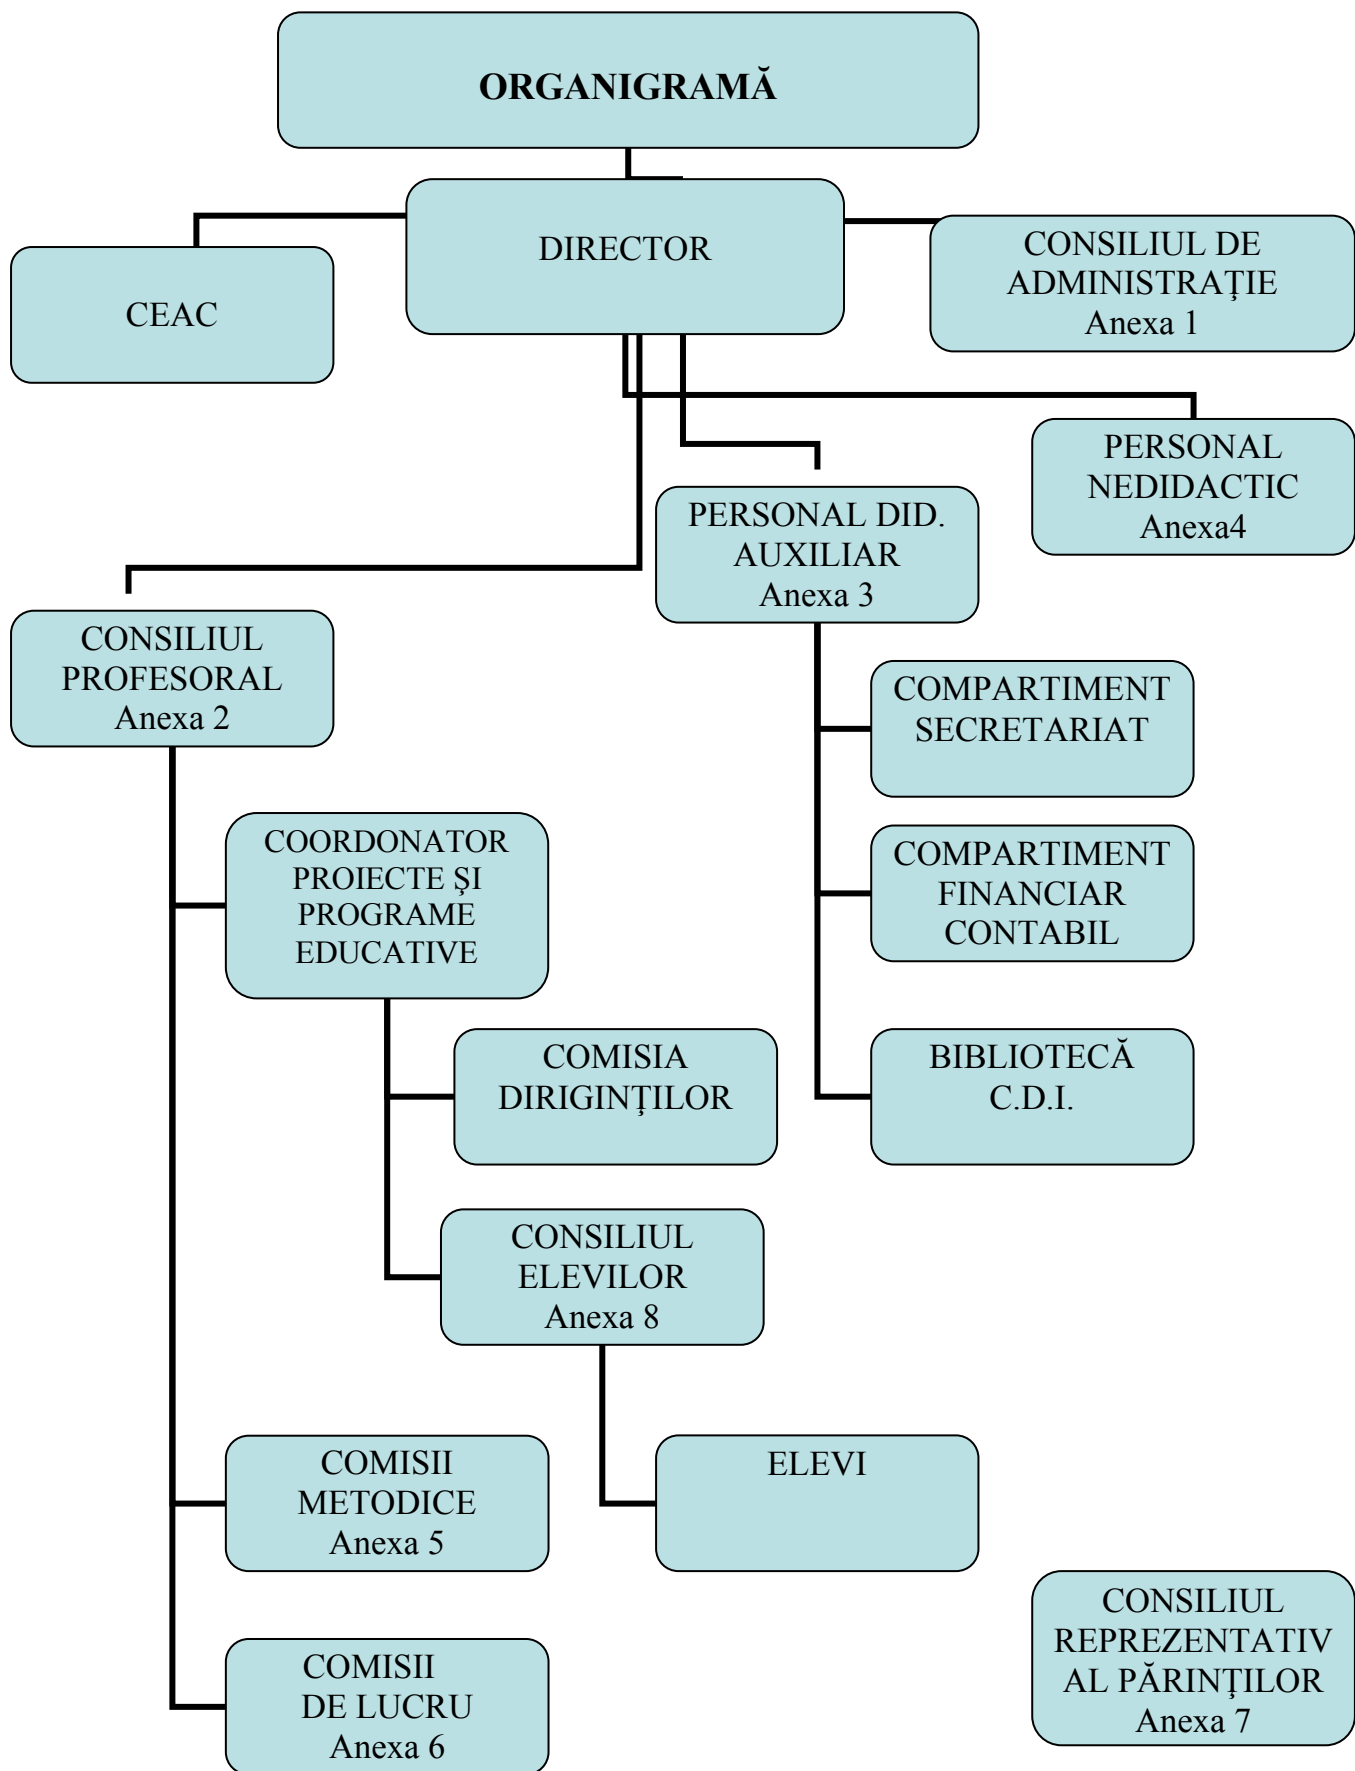 ORGANIGRAMĂ
DIRECTOR
CEAC
CONSILIUL DE
ADMINISTRAŢIE
Anexa 1
PERSONAL
NEDIDACTIC
Anexa4
PERSONAL DID.
AUXILIAR
Anexa 3
CONSILIUL
PROFESORAL
Anexa 2
COMPARTIMENT
SECRETARIAT
COORDONATOR
PROIECTE ŞI
PROGRAME
EDUCATIVE
COMPARTIMENT
FINANCIAR
CONTABIL
COMISIA
DIRIGINŢILOR
BIBLIOTECĂ
C.D.I.
CONSILIUL
ELEVILOR
Anexa 8
COMISII
METODICE
Anexa 5
ELEVI
CONSILIUL
REPREZENTATIV
AL PĂRINŢILOR
Anexa 7
COMISII
DE LUCRU
Anexa 6